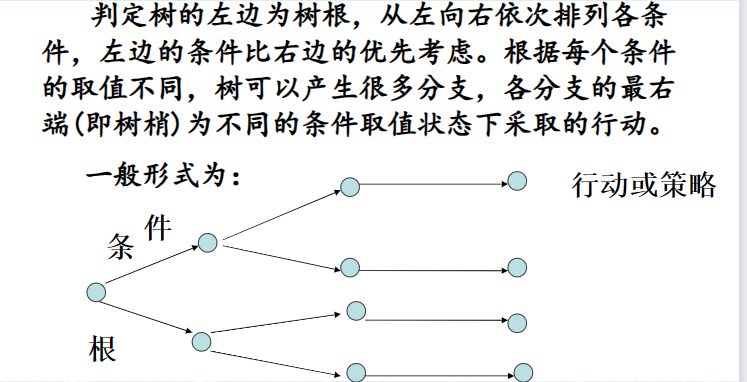 判定树的左边为树根，从左向右依次排列各条
件，左边的条件比右边的优先考虑。根据每个条件
的取值不同，树可以产生很多分支，各分支的最右
端(即树梢)为不同的条件取值状态下采取的行动。
一般形式为：
行动或策略
条件
根